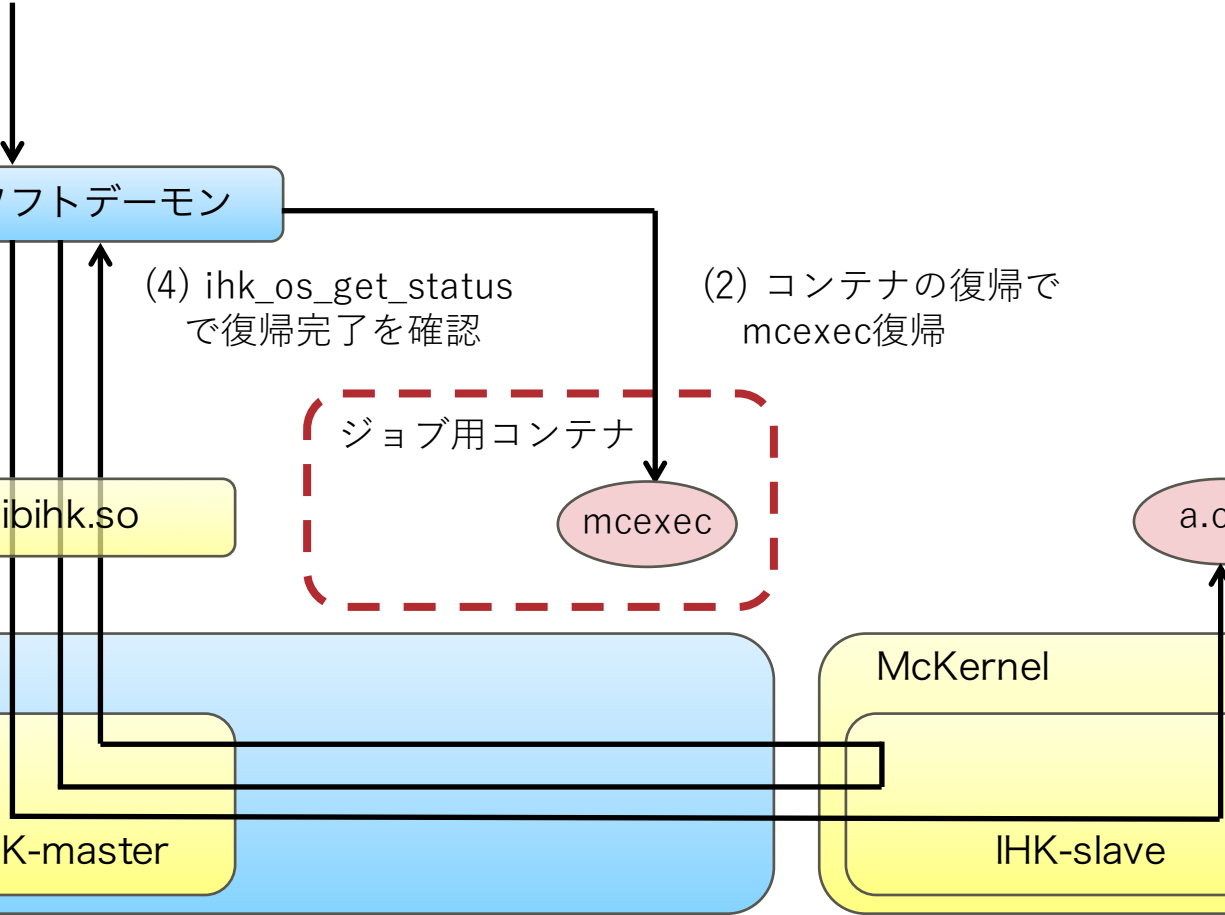 フトデーモン
(4) ihk_os_get_status
で復帰完了を確認
(2) コンテナの復帰で
mcexec復帰
ジョブ用コンテナ
ibihk.so
mcexec
a.
McKernel
K-master
IHK-slave